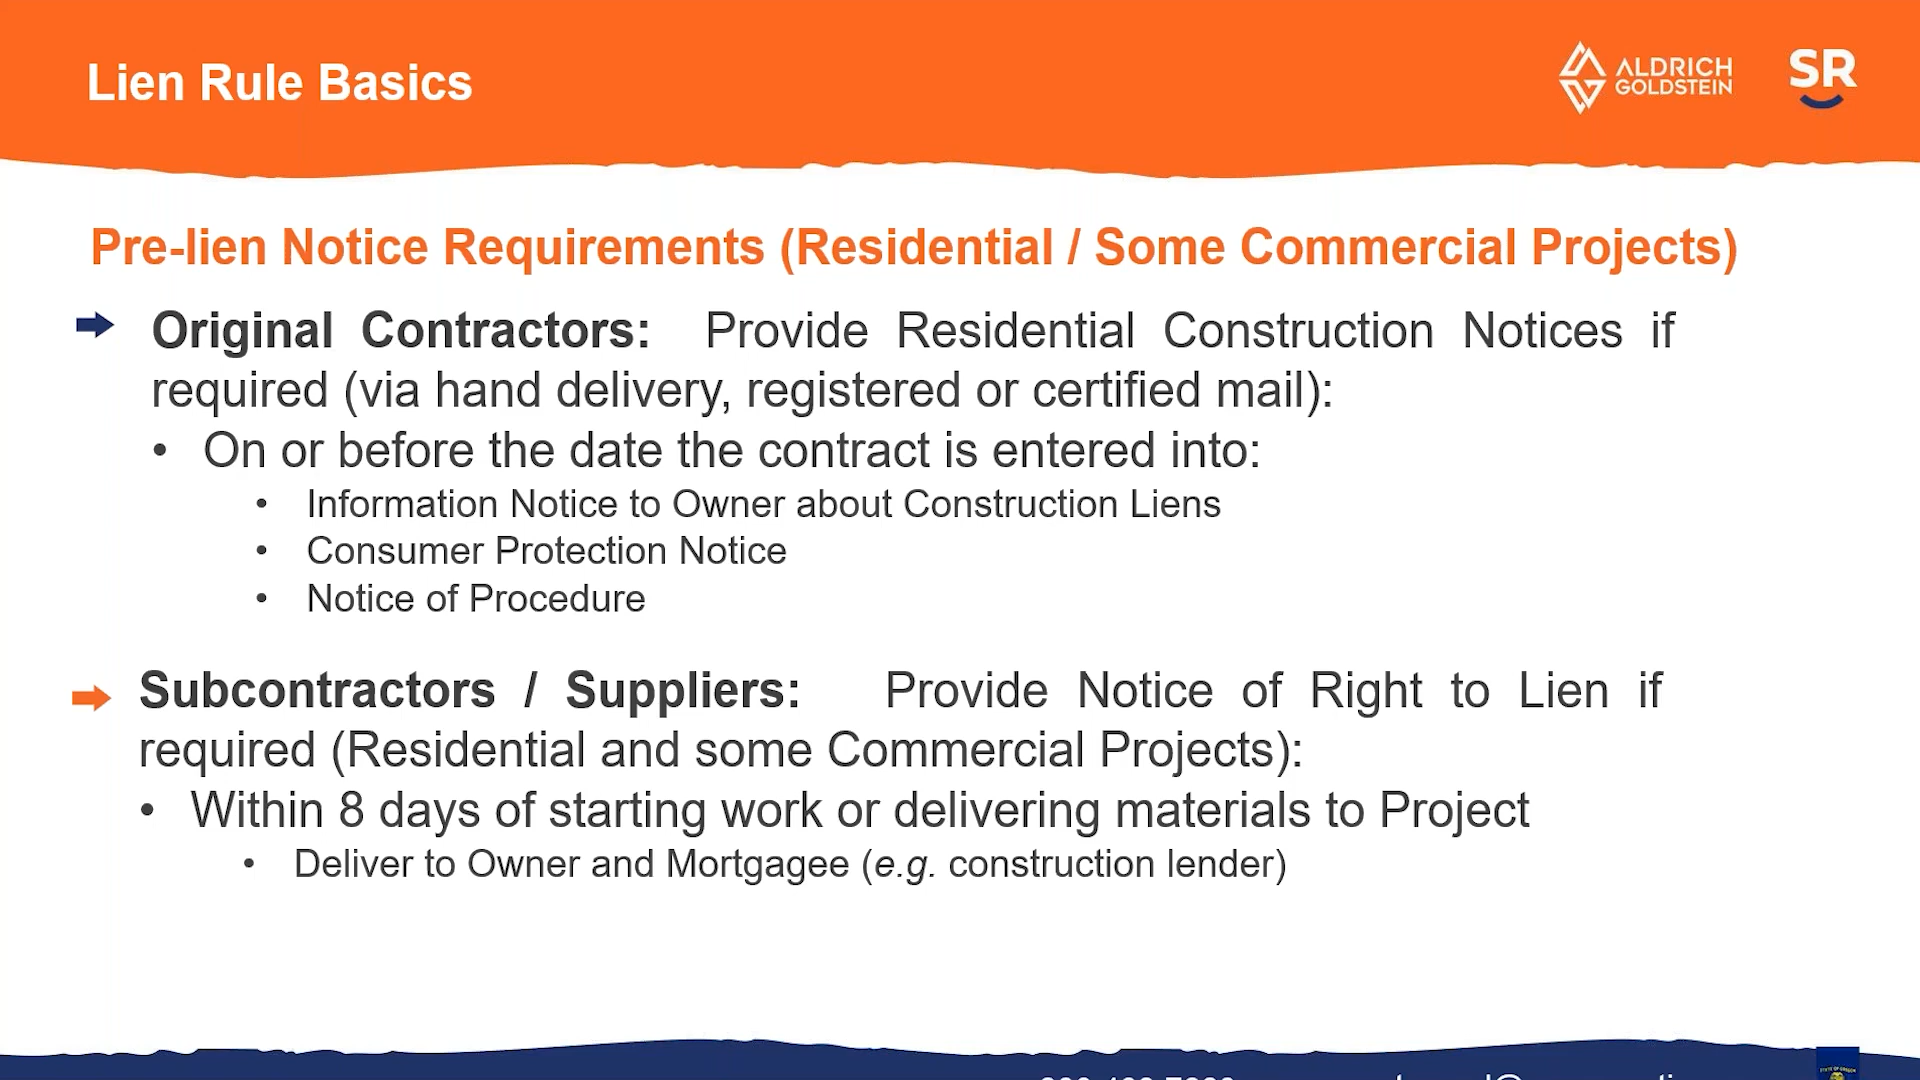 Lien Rule Basics
ALDRICH
GOLDSTEIN
SR
Pre-lien Notice Requirements (Residential / Some Commercial Projects)
Original Contractors: Provide Residential Construction Notices if
required (via hand delivery, registered or certified mail):
• On or before the date the contract is entered into:
• Information Notice to Owner about Construction Liens
• Consumer Protection Notice
• Notice of Procedure
Subcontractors / Suppliers: Provide Notice of Right to Lien if
required (Residential and some Commercial Projects):
• Within 8 days of starting work or delivering materials to Project
• Deliver to Owner and Mortgagee (e.g. construction lender)
STATE OF OREGON